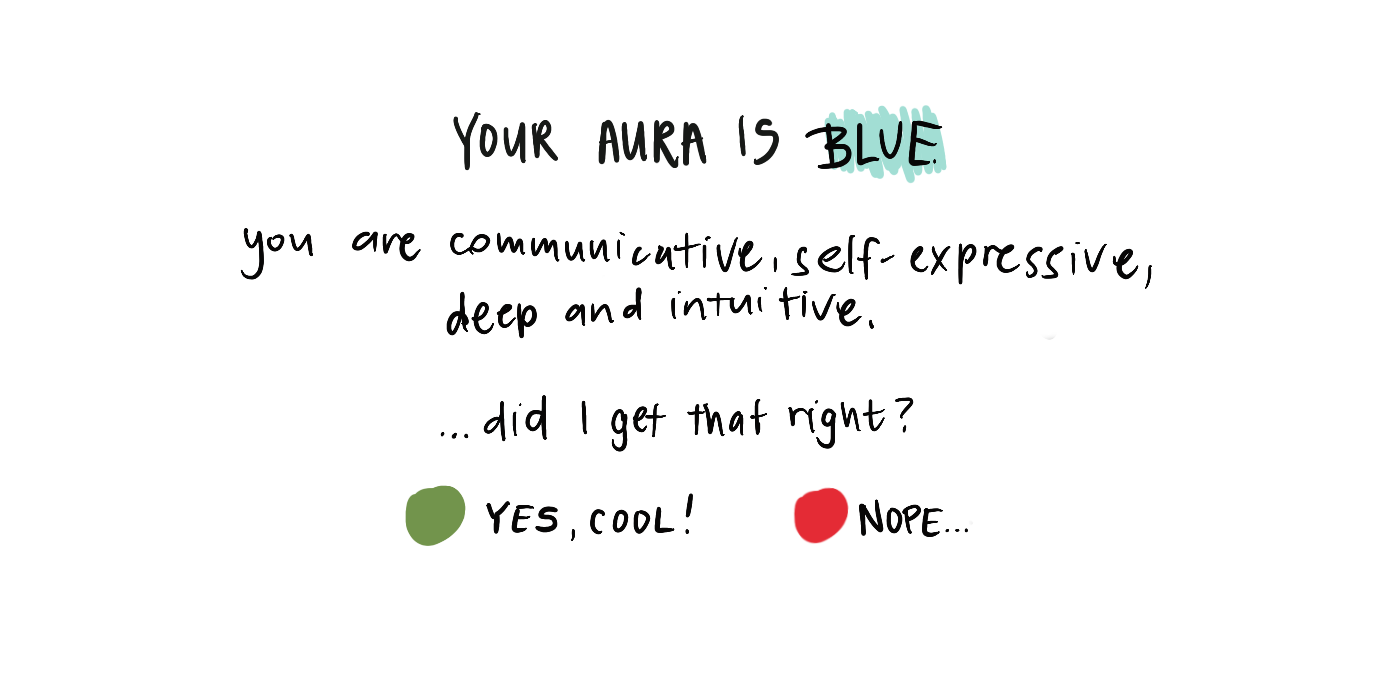 YOUR AURA IS BLUE.
you are communicative, self-expressive,
deep and intuitive.
...did I get that right?
YES, COOL! NOPE...